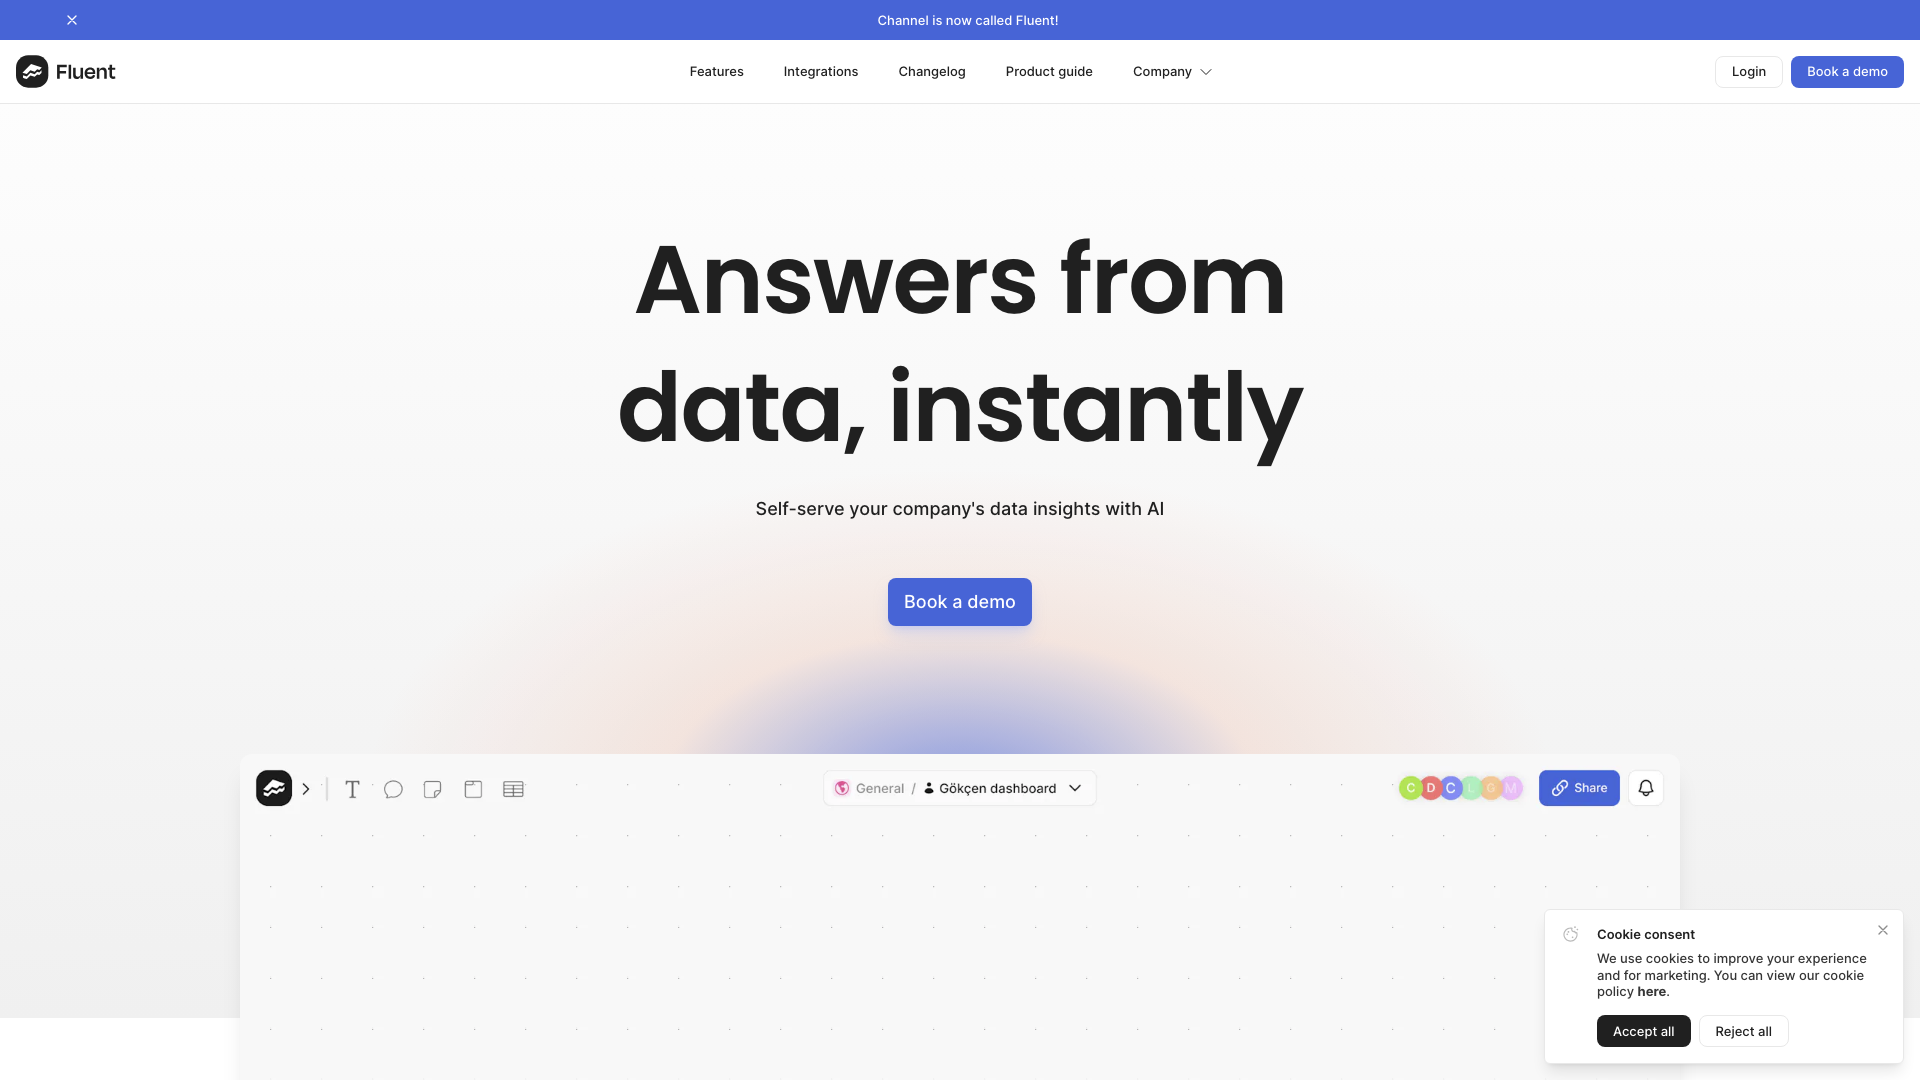 Channel is now called Fluent!
Fluent
Features
Integrations
Changelog
Product guide
Company
Login
Book a demo
Answers from
data, instantly
Self-serve your company's data insights with AI
Book a demo
General / Gökçen dashboard
C D C L G M
Share
Cookie consent
We use cookies to improve your experience
and for marketing. You can view our cookie
policy here.
Accept all
Reject all